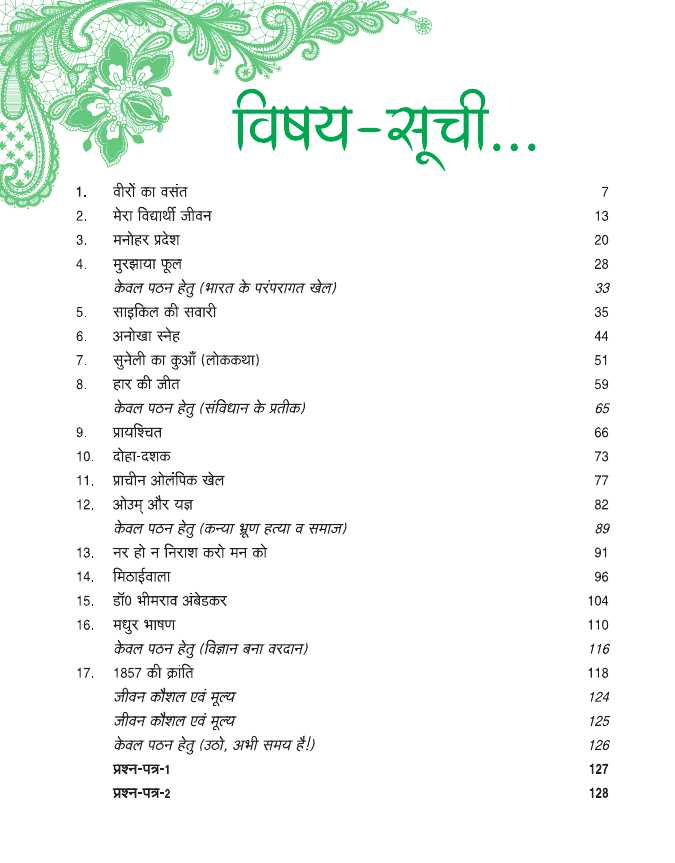 विषय-सूची...
1. वीरों का वसंत 7
2. मेरा विद्यार्थी जीवन 13
3. मनोहर प्रदेश 20
4. मुरझाया फूल 28
केवल पठन हेतु (भारत के परंपरागत खेल) 33
5. साइकिल की सवारी 35
6. अनोखा स्नेह 44
7. सुनेली का कुआँ (लोककथा) 51
8. हार की जीत 59
केवल पठन हेतु (संविधान के प्रतीक) 65
9. प्रायश्चित 66
10. दोहा-दशक 73
11. प्राचीन ओलंपिक खेल 77
12. ओउम् और यज्ञ 82
केवल पठन हेतु (कन्या भ्रूण हत्या व समाज) 89
13. नर हो न निराश करो मन को 91
14. मिठाईवाला 96
15. डॉ0 भीमराव अंबेडकर 104
16. मधुर भाषण 110
केवल पठन हेतु (विज्ञान बना वरदान) 116
17. 1857 की क्रांति 118
जीवन कौशल एवं मूल्य 124
जीवन कौशल एवं मूल्य 125
केवल पठन हेतु (उठो, अभी समय है!) 126
प्रश्न-पत्र-1 127
प्रश्न-पत्र-2 128